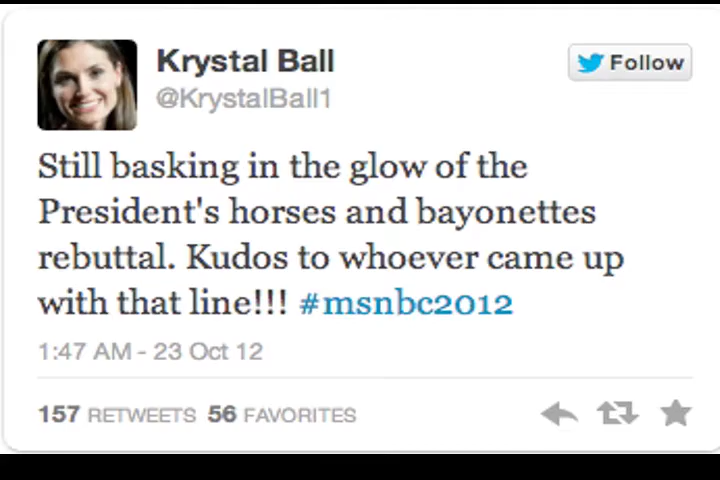 Krystal Ball
Follow
@KrystalBall1
Still basking in the glow of the
President's horses and bayonettes
rebuttal. Kudos to whoever came up
with that line!!! #msnbc2012
1:47 AM - 23 Oct 12
157 RETWEETS 56 FAVORITES